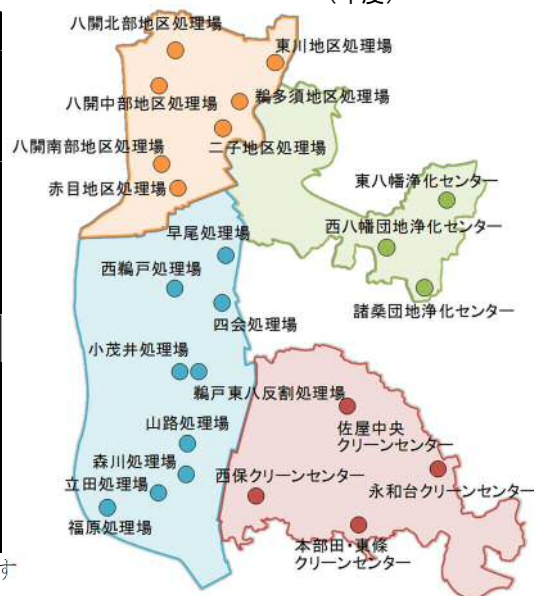 （年度）
八開北部地区処理場
東川地区処理場
八開中部地区処理場
鵜多須地区処理場
八開南部地区処理場
二子地区処理場
赤目地区処理場
東八幡浄化センター
早尾処理場
西八幡団地浄化センター
西鵜戸処理場
四会処理場
諸桑団地浄化センター
小茂井処理場
鵜戸東八反割処理場
山路処理場
佐屋中央
クリーンセンター
森川処理場
西保クリーンセンター
永和台クリーンセンター
立田処理場
福原処理場
本部田・東條
クリーンセンター
す